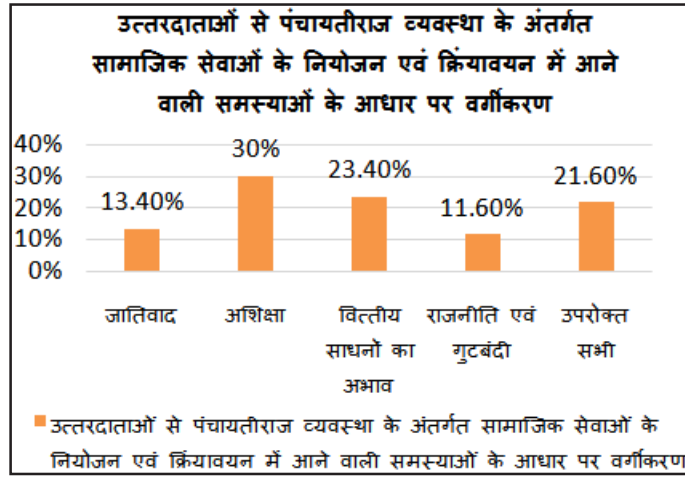 उत्तरदाताओं से पंचायतीराज व्यवस्था के अंतर्गत
सामाजिक सेवाओं के नियोजन एवं क्रिंयावयन में आने
वाली समस्याओं के आधार पर वर्गीकरण
40%
30%
20%
10%
0%
13.40%
30%
23.40%
11.60%
21.60%
जातिवाद
अशिक्षा
वित्तीय
साधनों का
अभाव
राजनीति एवं
गुटबंदी
उपरोक्त
सभी
उत्तरदाताओं से पंचायतीराज व्यवस्था के अंतर्गत सामाजिक सेवाओं के
नियोजन एवं क्रिंयावयन में आने वाली समस्याओं के आधार पर वर्गीकरण